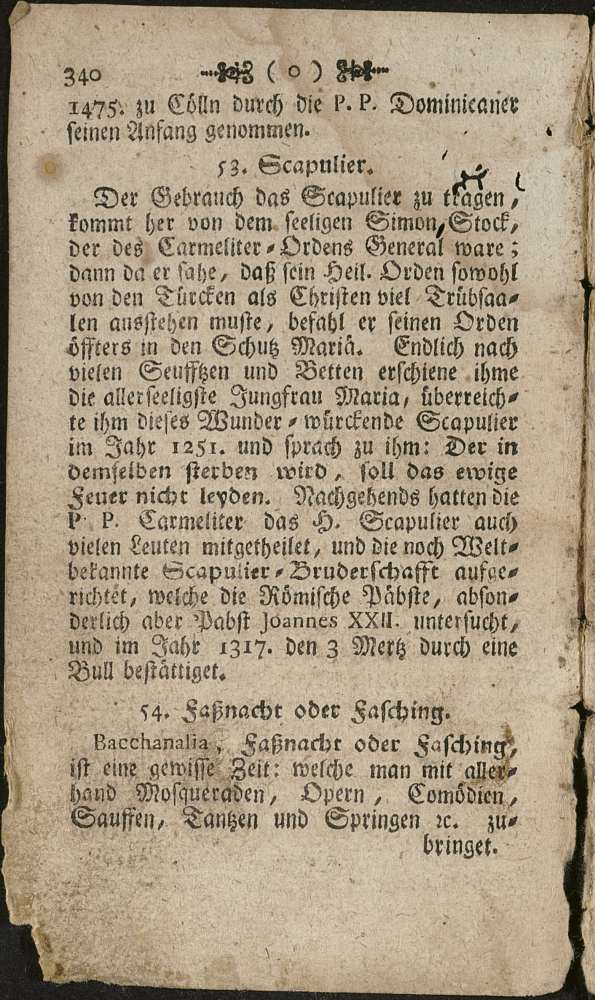 340 ( o )
1475. zu Cölln durch die P. P. Dominicaner
seinen Anfang genommen.
53. Scapulier.
Der Gebrauch das Scapulier zu tragen,
kommt her von dem seeligen Simon Stock,
der des Carmeliter-Ordens General ware;
dann da er sahe, daß sein Heil. Orden sowohl
von den Türcken als Christen viel Trübsaa-
len ausstehen muste, befahl er seinen Orden
öffters in den Schutz Mariä. Endlich nach
vielen Seufftzen und Betten erschiene ihme
die allerseeligste Jungfrau Maria, überreich-
te ihm dieses Wunder-würckende Scapulier
im Jahr 1251. und sprach zu ihm: Der in
demselben sterben wird, soll das ewige
Feuer nicht leyden. Nachgehends hatten die
P. P. Carmeliter das H. Scapulier auch
vielen Leuten mitgetheilet, und die noch Welt-
bekannte Scapulier-Bruderschafft aufge-
richtet, welche die Römische Päbste, abson-
derlich aber Pabst Joannes XXII. untersucht,
und im Jahr 1317. den 3 Mertz durch eine
Bull bestättiget.
54. Faßnacht oder Fasching.
Bacchanalia, Faßnacht oder Fasching,
ist eine gewisse Zeit: welche man mit aller-
hand Mosqueraden, Opern, Comödien,
Sauffen, Tantzen und Springen ꝛc. zu-
bringet.